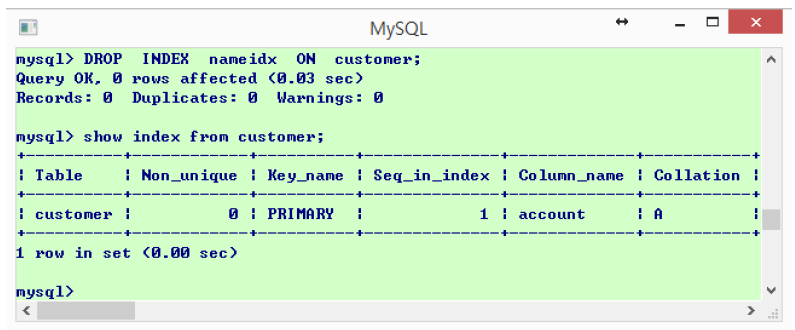 MySQL
mysql> DROP  INDEX  nameidx  ON  customer;
Query OK, 0 rows affected (0.03 sec)
Records: 0  Duplicates: 0  Warnings: 0
mysql> show index from customer;
+----------+------------+----------+--------------+-------------+-----------+
| Table    | Non_unique | Key_name | Seq_in_index | Column_name | Collation |
+----------+------------+----------+--------------+-------------+-----------+
| customer |          0 | PRIMARY  |            1 | account     | A         |
+----------+------------+----------+--------------+-------------+-----------+
1 row in set (0.00 sec)
mysql>